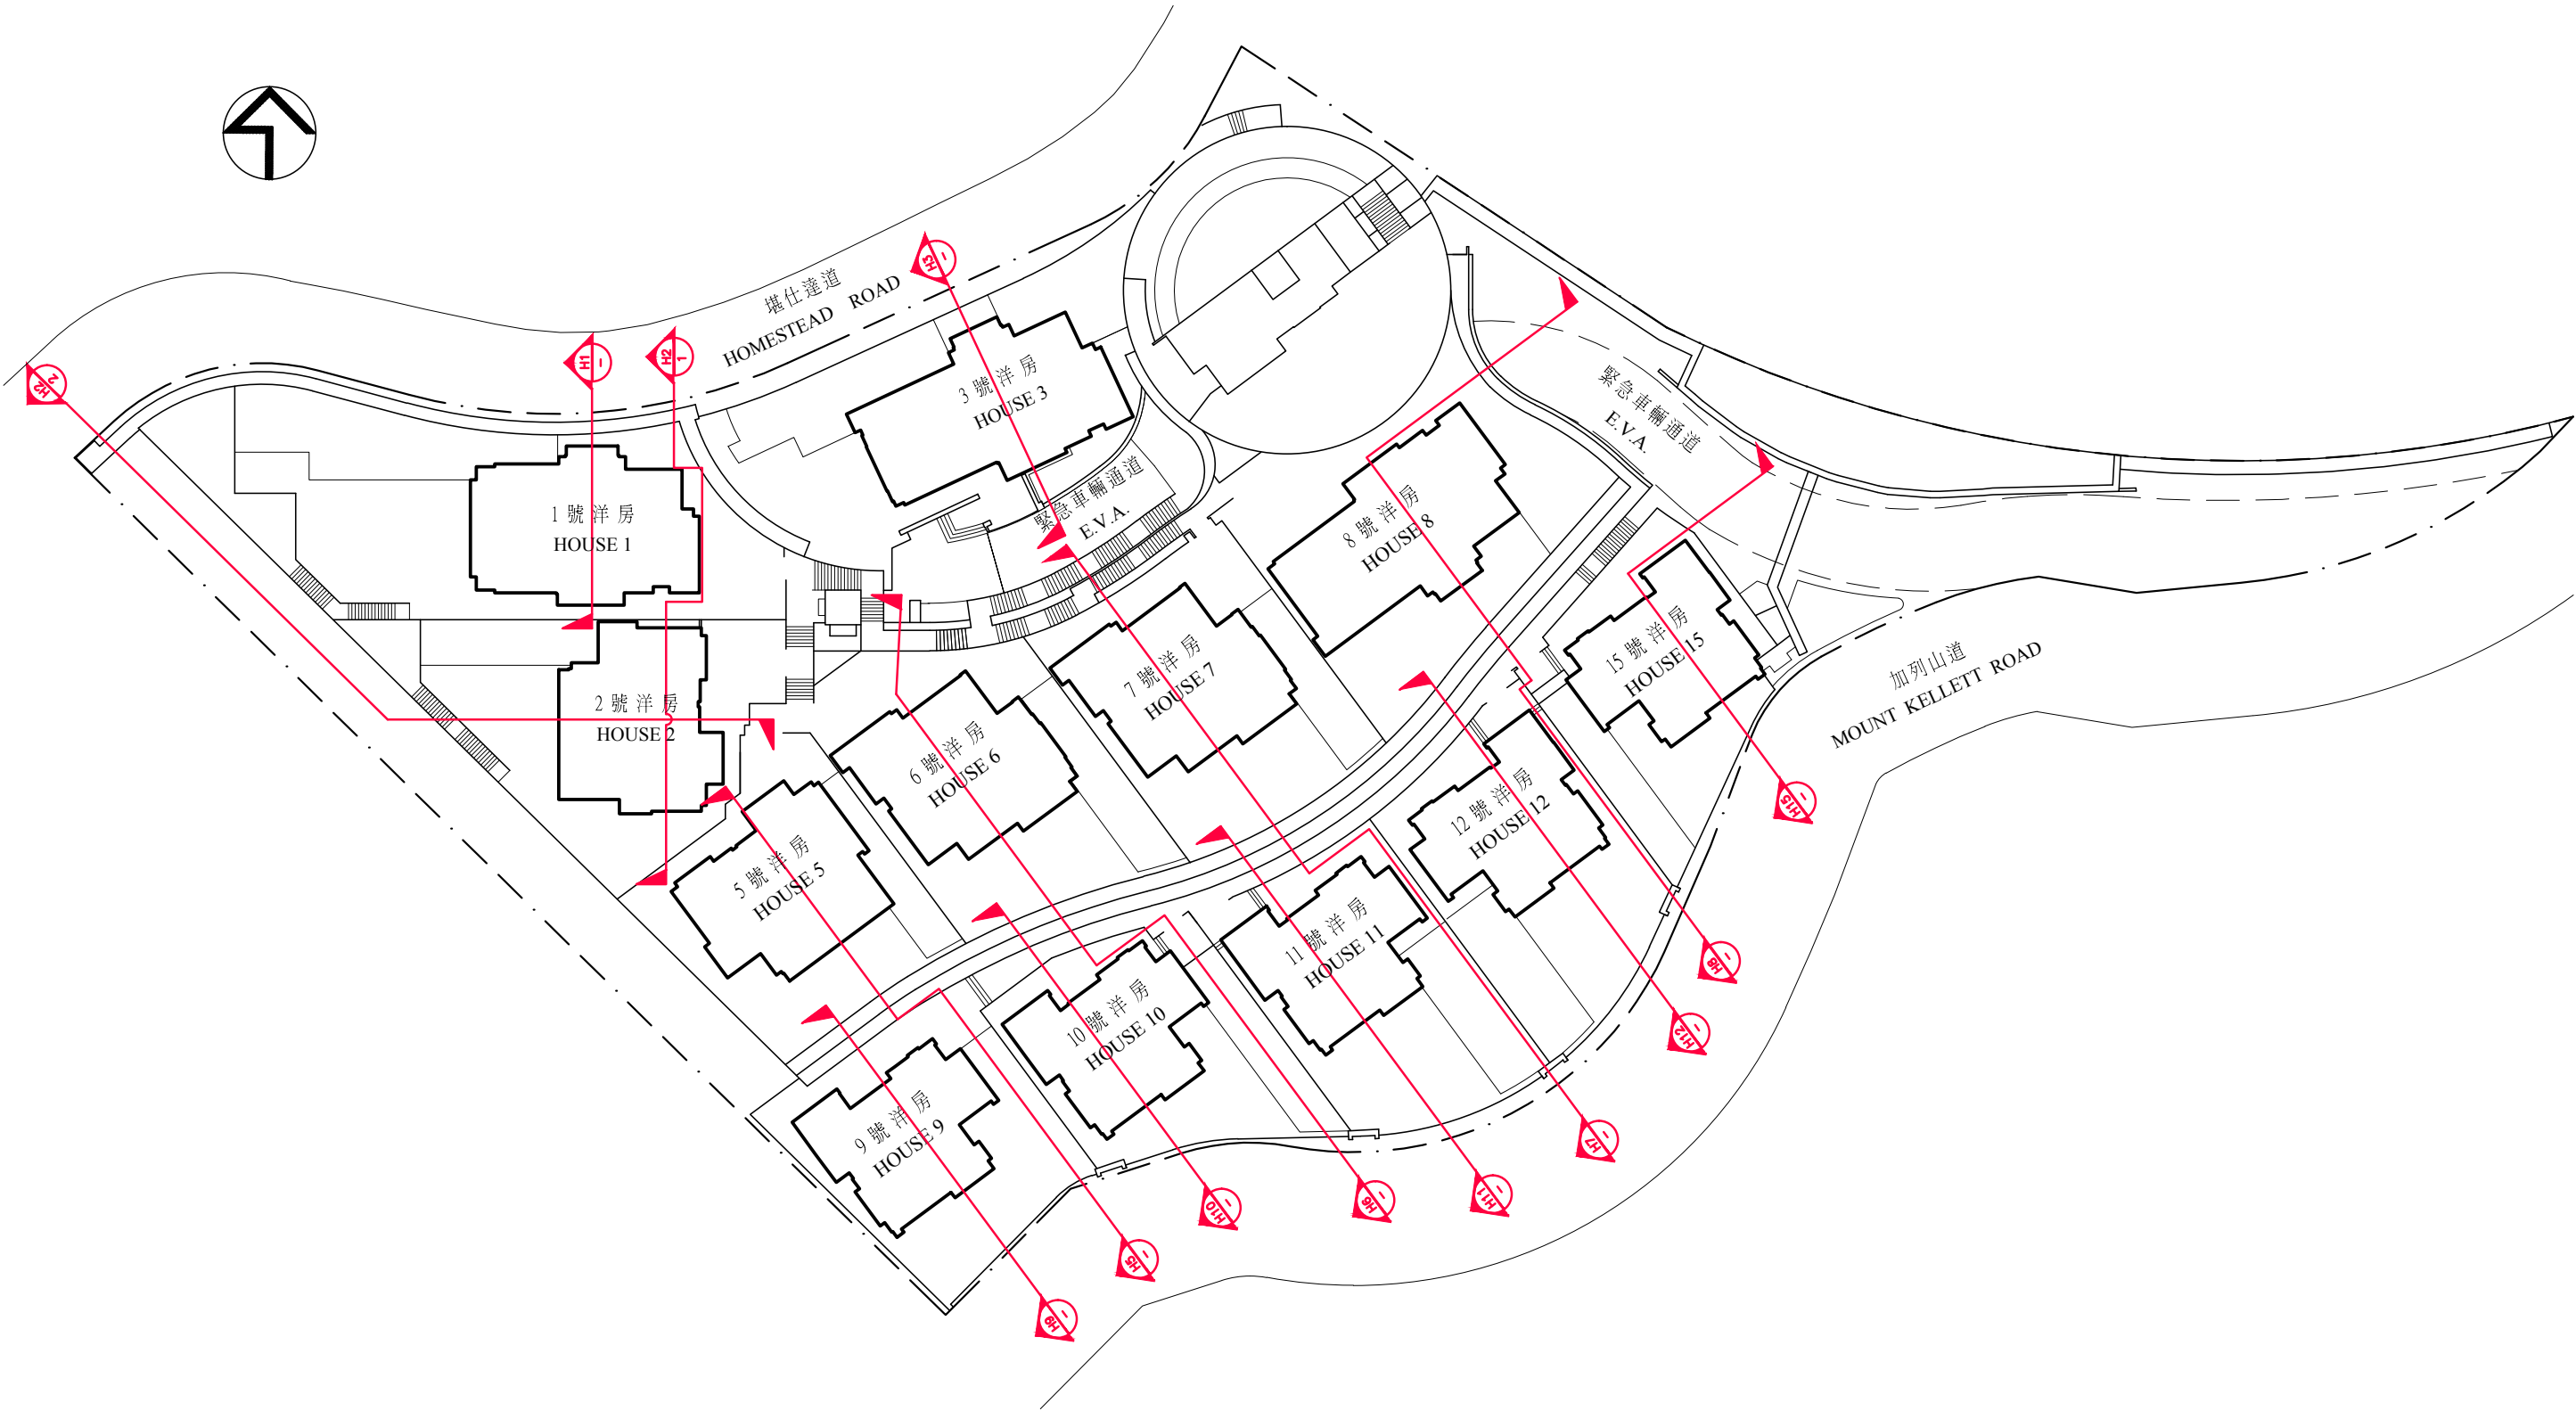 堪仕達道
HOMESTEAD ROAD
H3
–
H1
–
H2
1
H2
2
3 號洋房
HOUSE 3
緊急車輛通道
E.V.A.
緊急車輛通道
E.V.A.
1 號洋房
HOUSE 1
8 號洋房
HOUSE 8
2 號洋房
HOUSE 2
7 號洋房
HOUSE 7
15 號洋房
HOUSE 15
加列山道
MOUNT KELLETT ROAD
6 號洋房
HOUSE 6
5 號洋房
HOUSE 5
12 號洋房
HOUSE 12
H15
–
11 號洋房
HOUSE 11
10 號洋房
HOUSE 10
9 號洋房
HOUSE 9
H8
–
H12
–
H7
–
H11
–
H6
–
H10
–
H5
–
H9
–